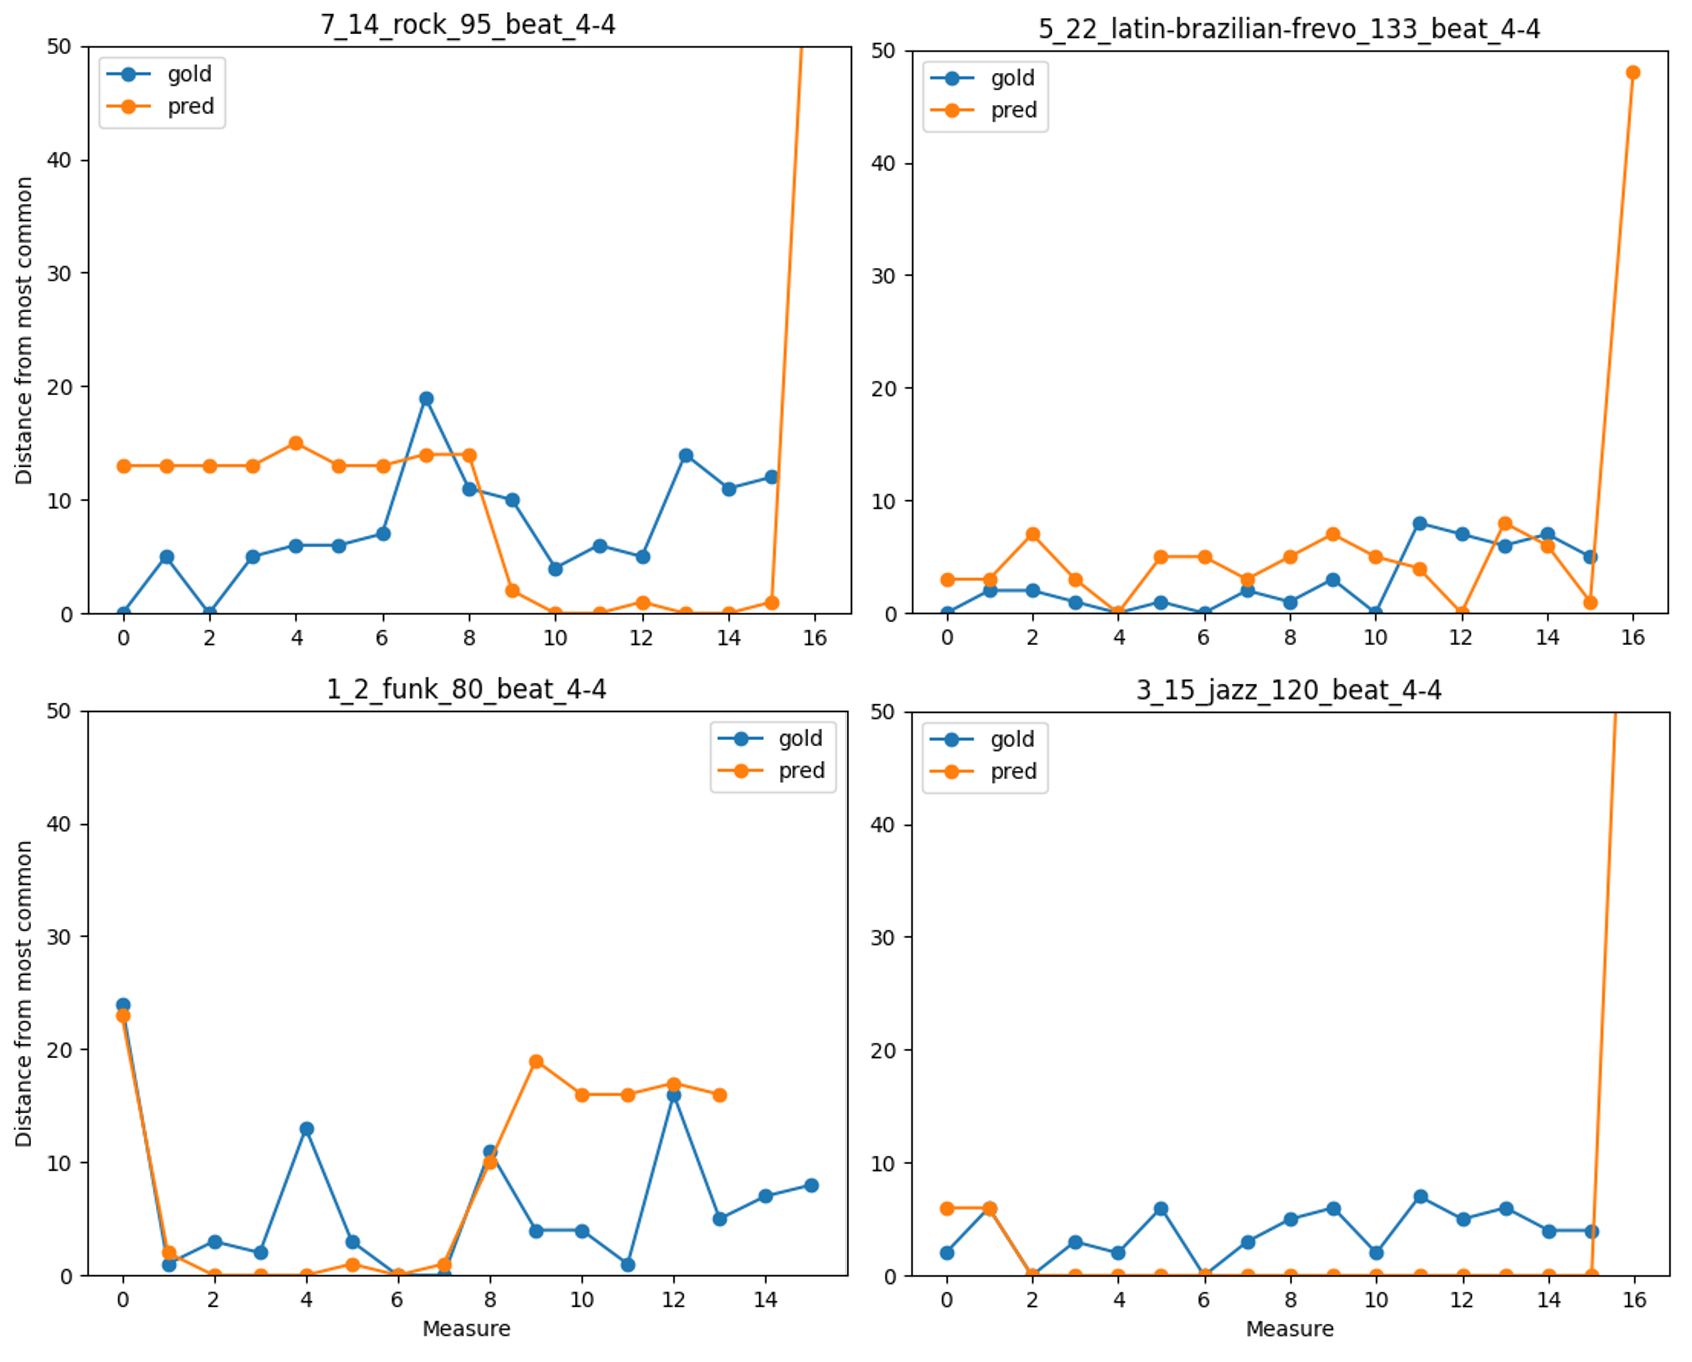 7_14_rock_95_beat_4-4
50
40
30
20
10
0
Distance from most common
gold
pred
0 2 4 6 8 10 12 14 16
5_22_latin-brazilian-frevo_133_beat_4-4
50
40
30
20
10
0
gold
pred
0 2 4 6 8 10 12 14 16
1_2_funk_80_beat_4-4
50
40
30
20
10
0
Distance from most common
gold
pred
0 2 4 6 8 10 12 14
Measure
3_15_jazz_120_beat_4-4
50
40
30
20
10
0
gold
pred
0 2 4 6 8 10 12 14 16
Measure